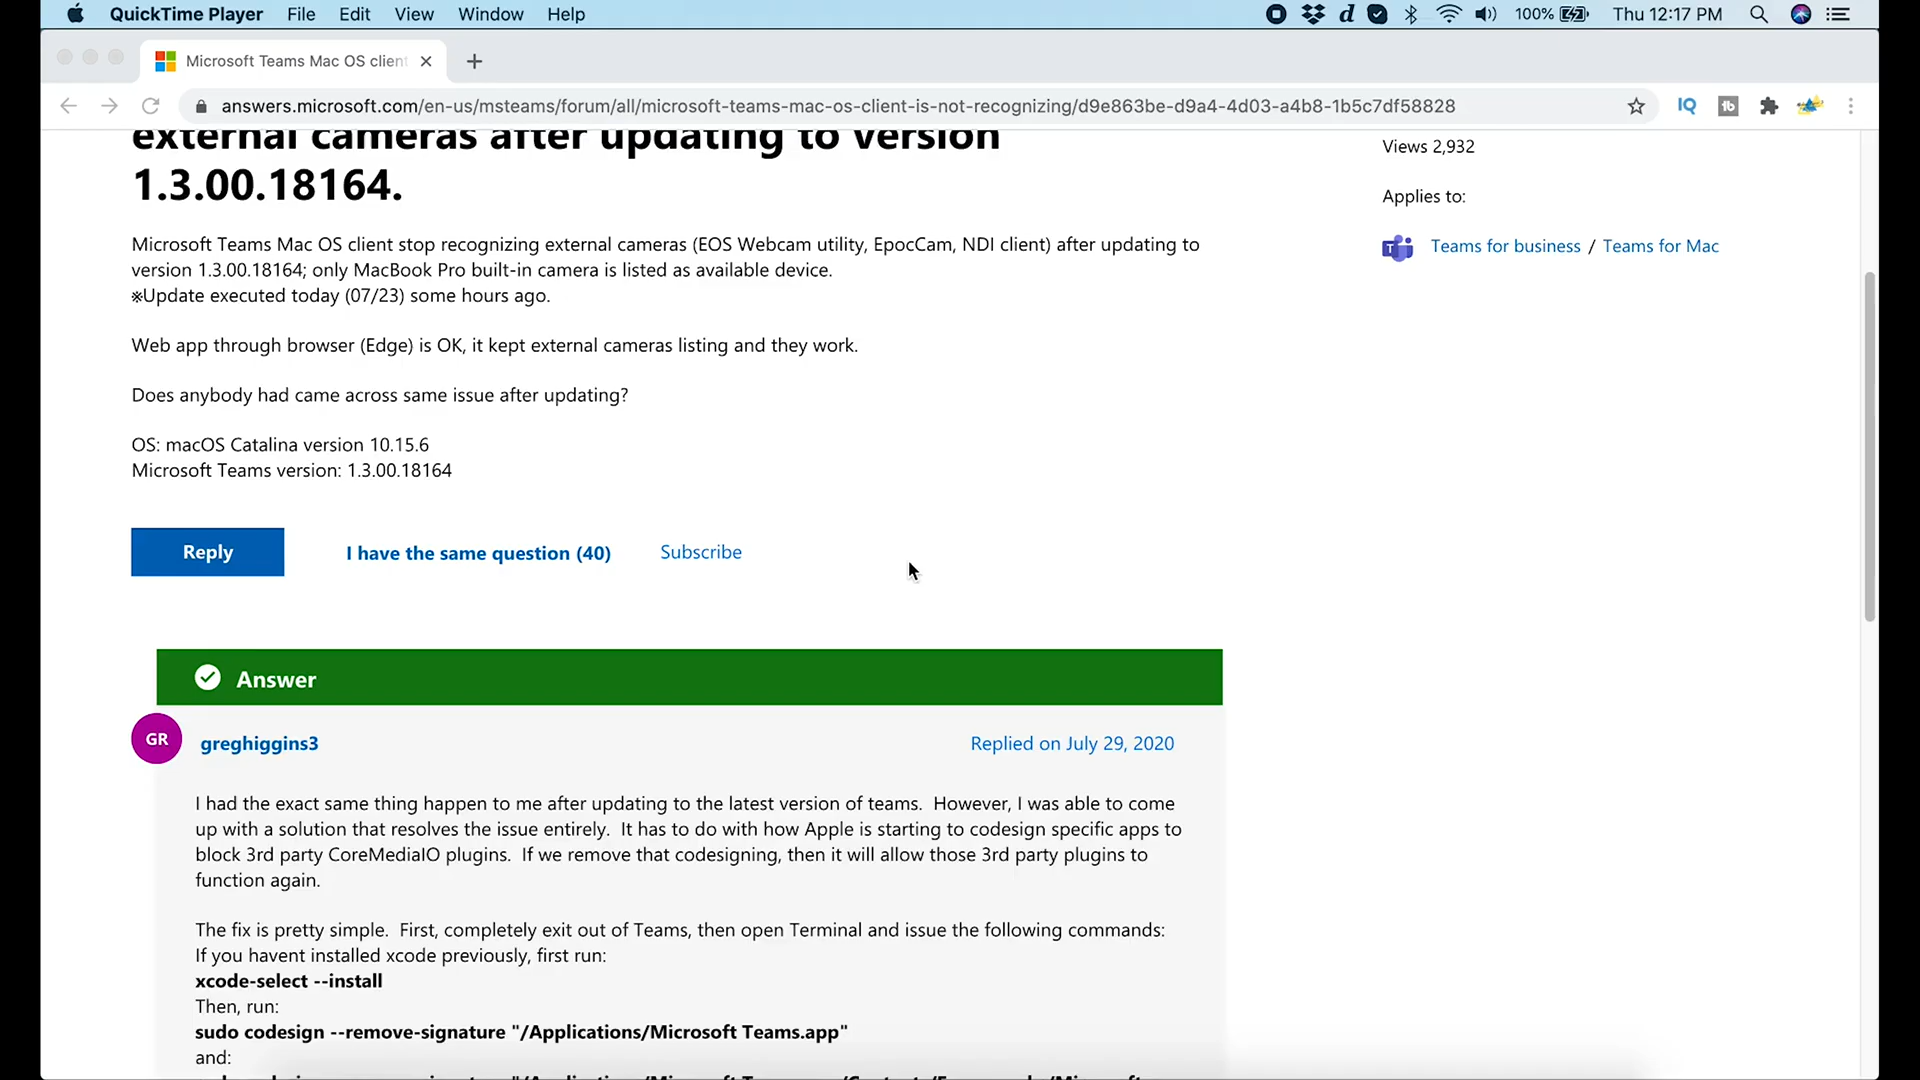 QuickTime Player File Edit View Window Help 100% Thu 12:17 PM
Microsoft Teams Mac OS client
answers.microsoft.com/en-us/msteams/forum/all/microsoft-teams-mac-os-client-is-not-recognizing/d9e863be-d9a4-4d03-a4b8-1b5c7df58828
IQ tb
external cameras after updating to version
1.3.00.18164.
Views 2,932
Applies to:
Teams for business / Teams for Mac
Microsoft Teams Mac OS client stop recognizing external cameras (EOS Webcam utility, EpocCam, NDI client) after updating to
version 1.3.00.18164; only MacBook Pro built-in camera is listed as available device.
※Update executed today (07/23) some hours ago.
Web app through browser (Edge) is OK, it kept external cameras listing and they work.
Does anybody had came across same issue after updating?
OS: macOS Catalina version 10.15.6
Microsoft Teams version: 1.3.00.18164
Reply I have the same question (40) Subscribe
Answer
GR greghiggins3 Replied on July 29, 2020
I had the exact same thing happen to me after updating to the latest version of teams. However, I was able to come
up with a solution that resolves the issue entirely. It has to do with how Apple is starting to codesign specific apps to
block 3rd party CoreMediaIO plugins. If we remove that codesigning, then it will allow those 3rd party plugins to
function again.
The fix is pretty simple. First, completely exit out of Teams, then open Terminal and issue the following commands:
If you havent installed xcode previously, first run:
xcode-select --install
Then, run:
sudo codesign --remove-signature "/Applications/Microsoft Teams.app"
and: